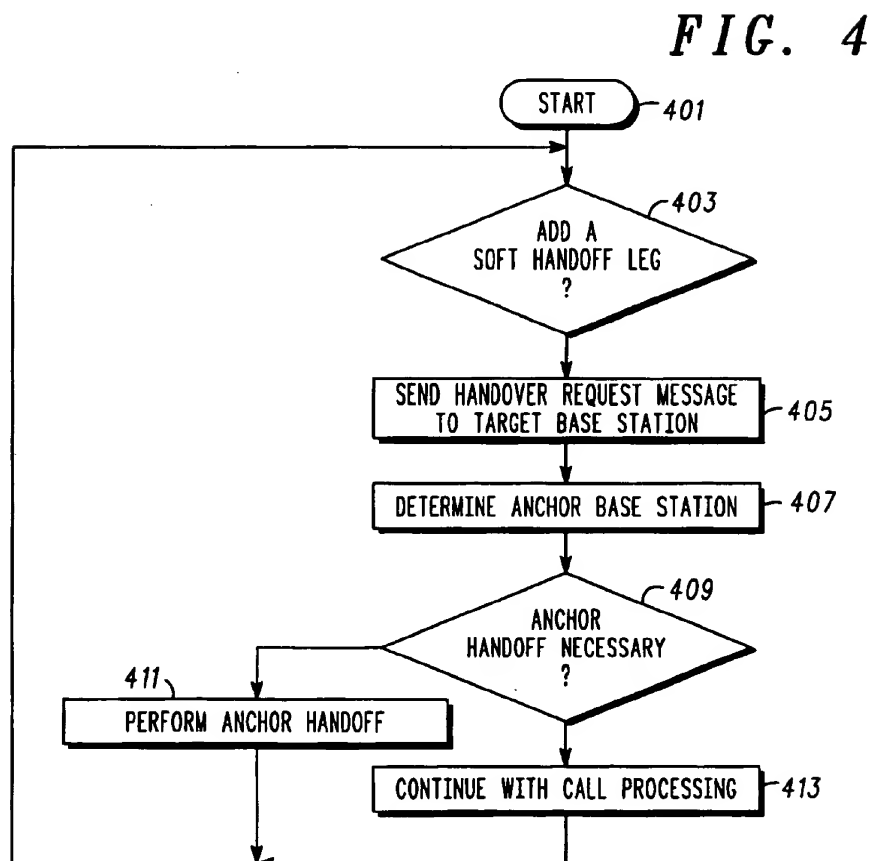 FIG. 4
START
401
403
ADD A
SOFT HANDOFF LEG
?
SEND HANDOVER REQUEST MESSAGE
TO TARGET BASE STATION
405
DETERMINE ANCHOR BASE STATION
407
409
ANCHOR
HANDOFF NECESSARY
?
411
PERFORM ANCHOR HANDOFF
CONTINUE WITH CALL PROCESSING
413